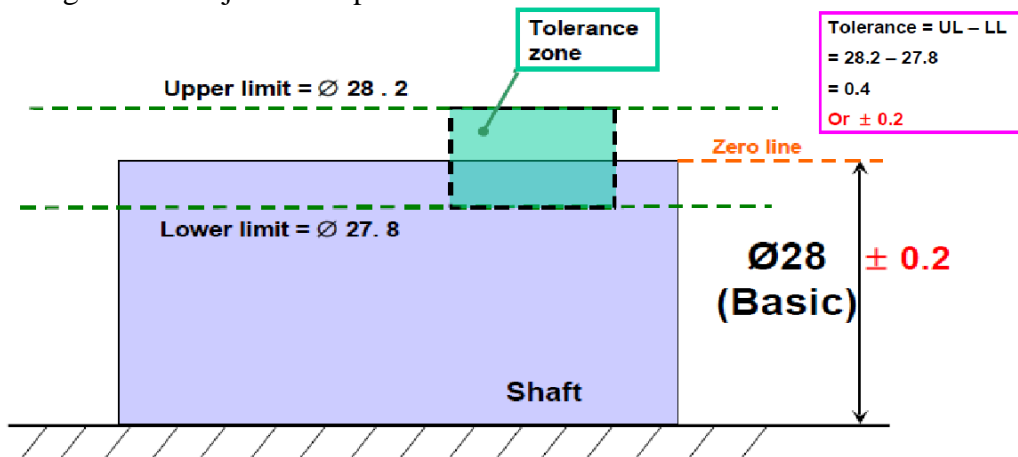 Tolerance
zone
Tolerance = UL – LL
= 28.2 – 27.8
= 0.4
Or ± 0.2
Upper limit = Ø 28 . 2
Zero line
Lower limit = Ø 27. 8
Ø28 ± 0.2
(Basic)
Shaft